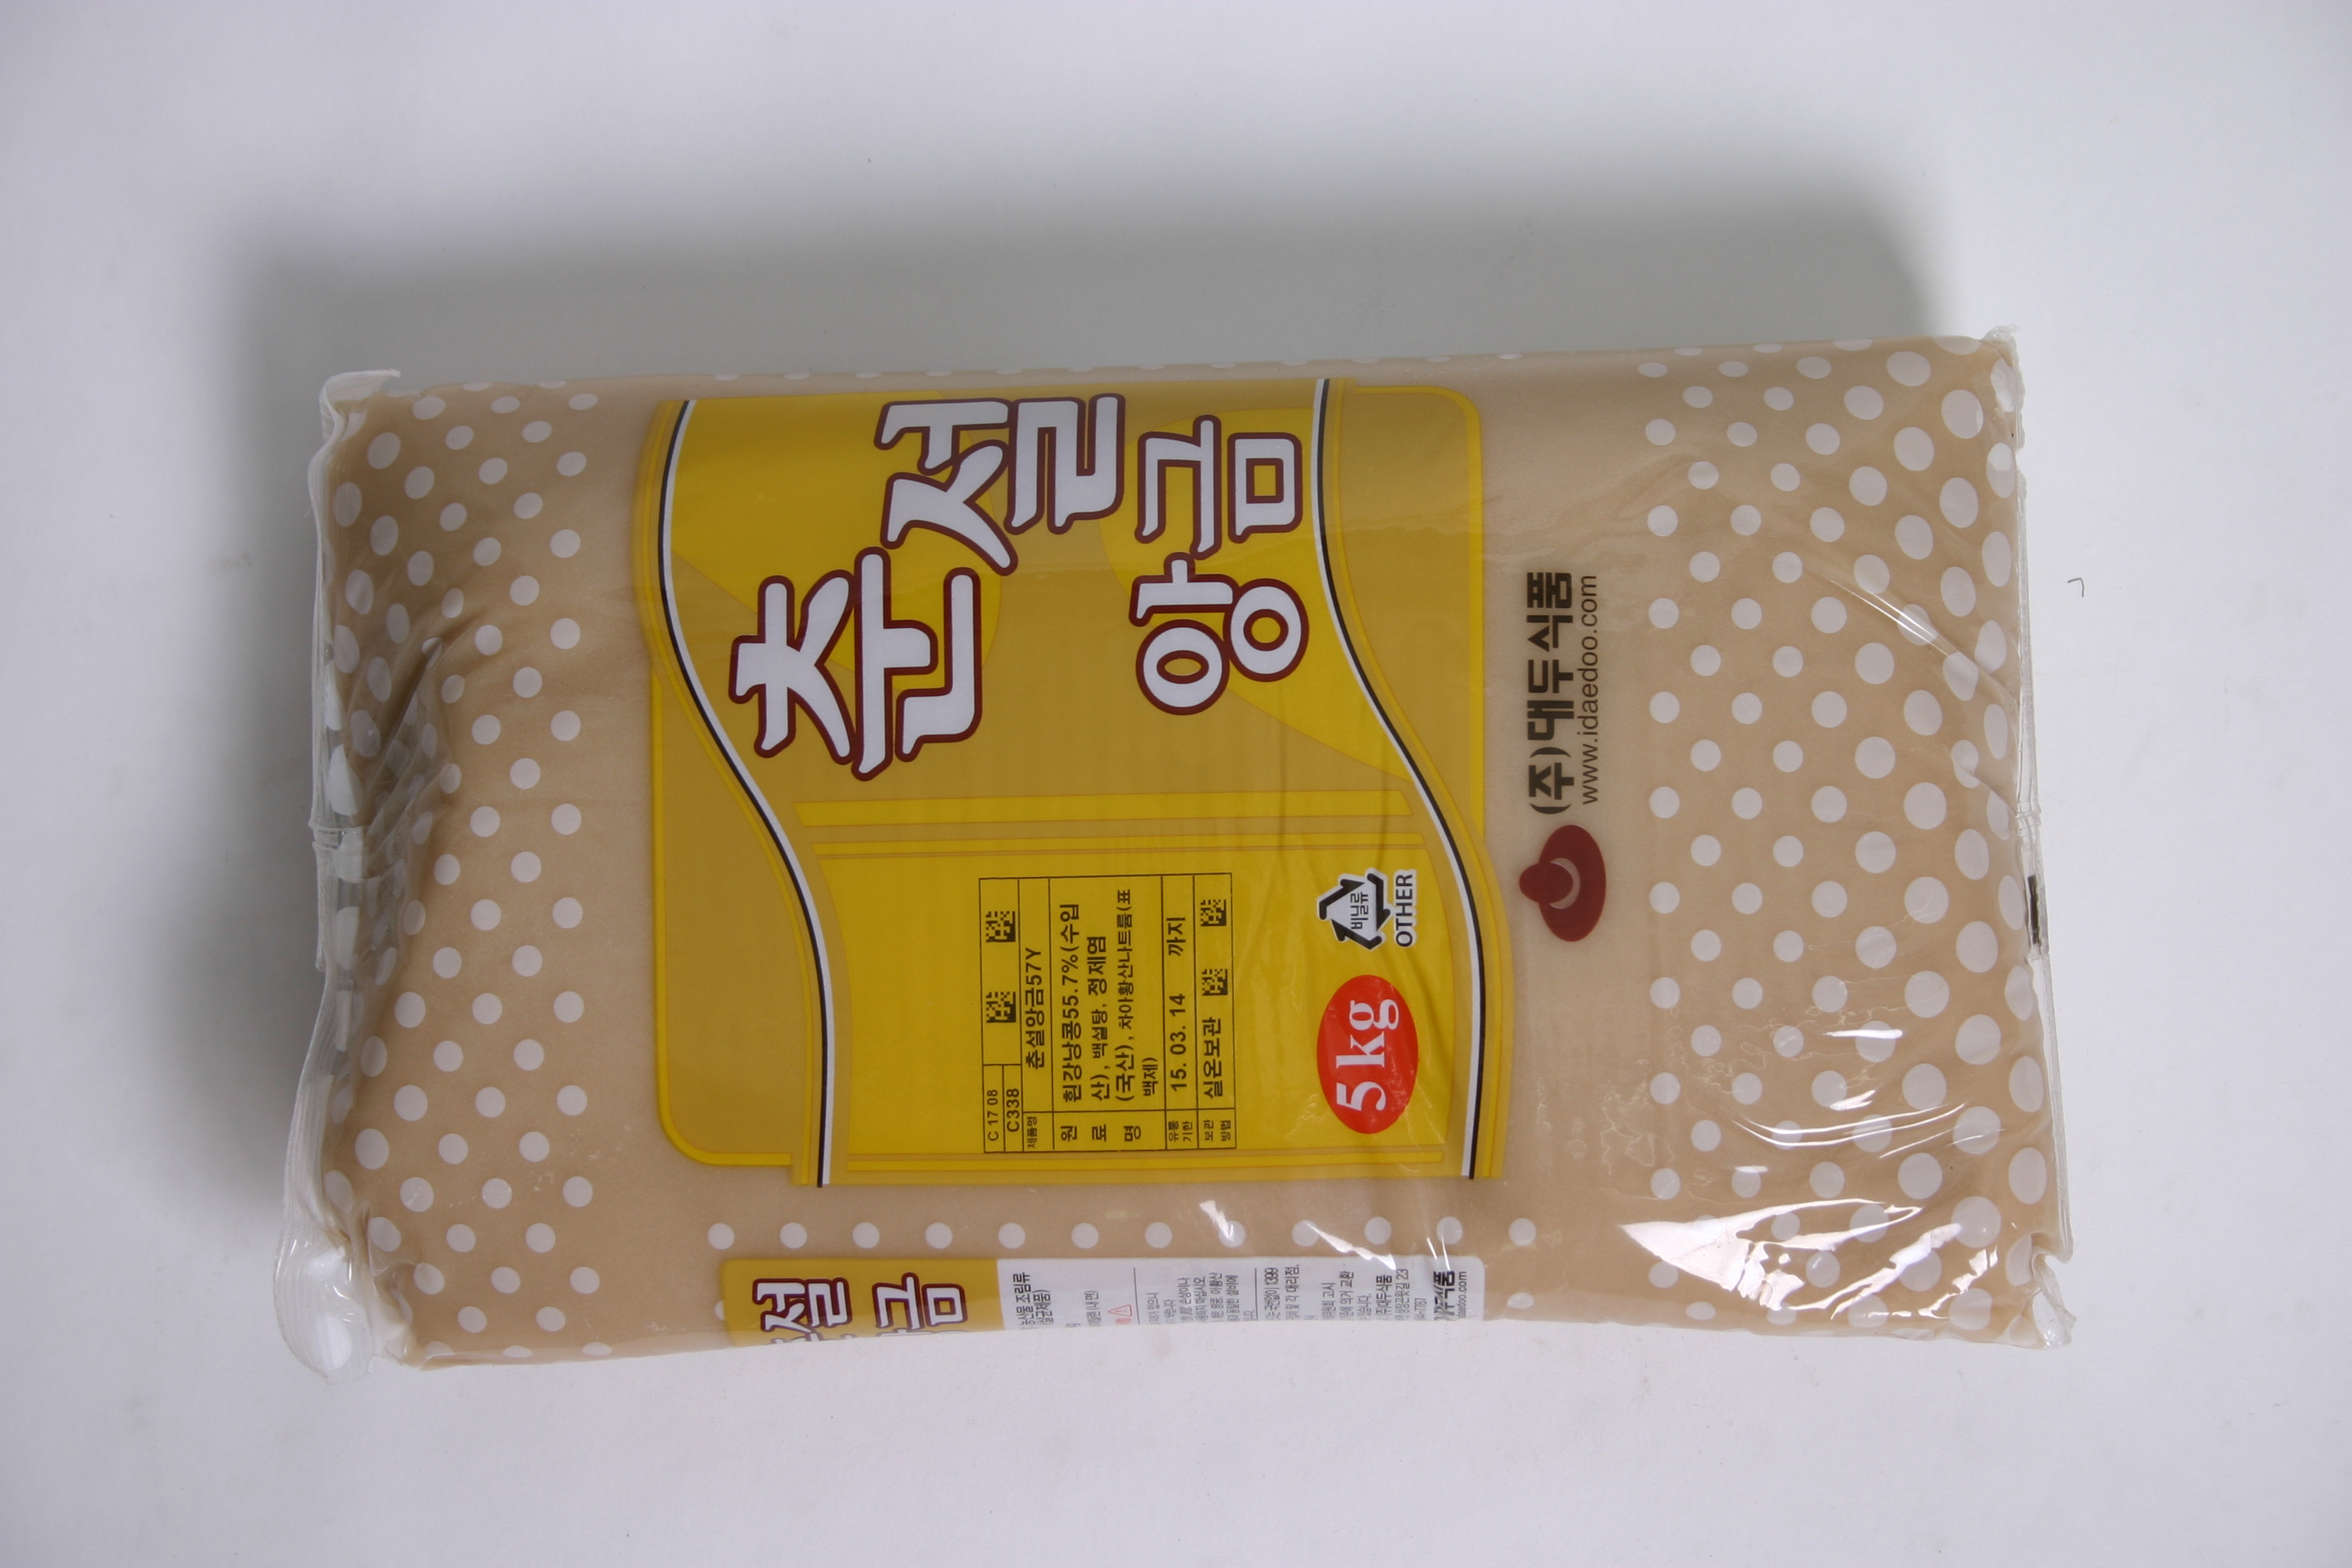 춘설
앙금
C 17 08
C338
제품명
춘설앙금57Y
원료명
흰강낭콩55.7%(수입
산), 백설탕, 정제염
(국산), 차아황산나트륨(표
백제)
유통
기한
15. 03. 14 까지
보관
방법
실온보관
5kg
비닐류
OTHER
(주)대두식품
www.idaedoo.com
설
금